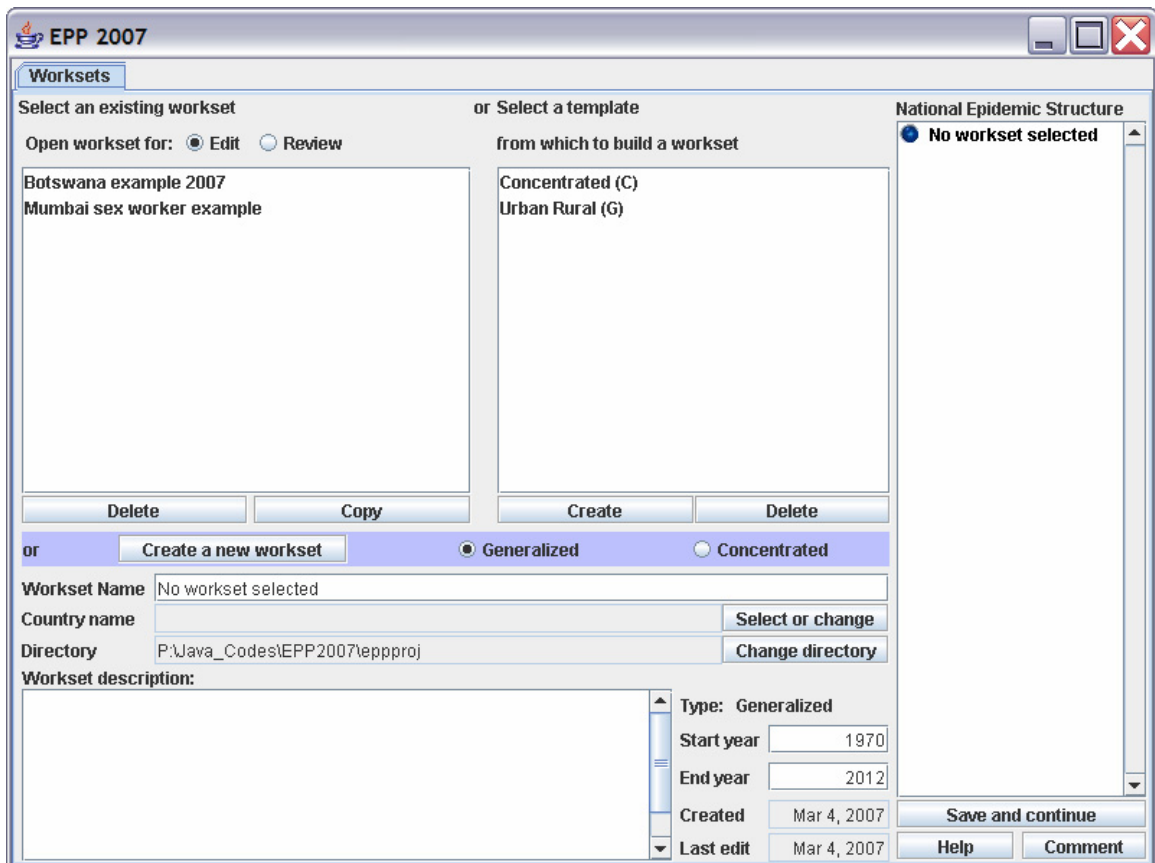 EPP 2007
Worksets
Select an existing workset
or Select a template
National Epidemic Structure
Open workset for: Edit Review
from which to build a workset
No workset selected
Botswana example 2007
Mumbai sex worker example
Concentrated (C)
Urban Rural (G)
Delete Copy
Create Delete
or Create a new workset Generalized Concentrated
Workset Name No workset selected
Country name Select or change
Directory P:\Java_Codes\EPP2007\eppproj Change directory
Workset description:
Type: Generalized
Start year 1970
End year 2012
Created Mar 4, 2007
Last edit Mar 4, 2007
Save and continue
Help Comment